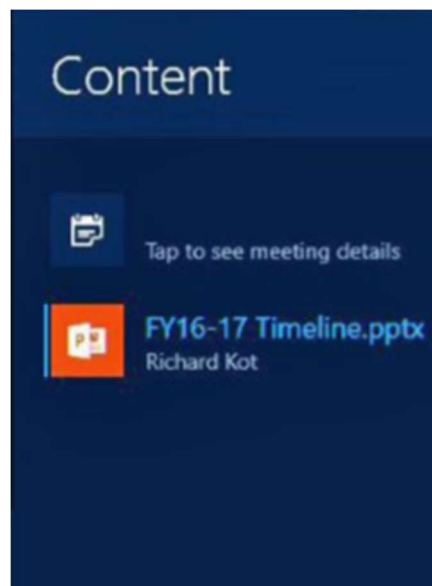 Content
Tap to see meeting details
FY16-17 Timeline.pptx
Richard Kot